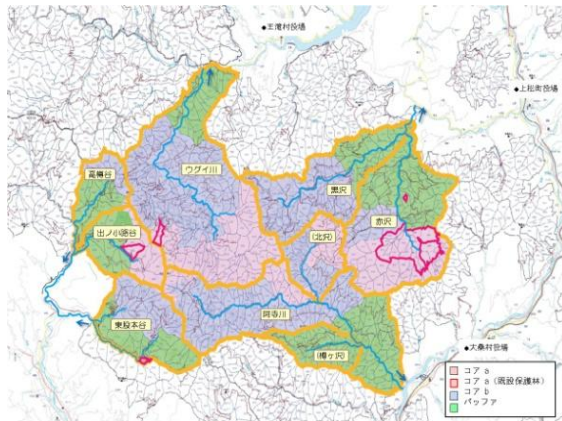 ◆王滝村役場
◆上松町役場
ウグイ川
高樽谷
黒沢
赤沢
出ノ小路谷
(北沢)
阿寺川
東股本谷
(樽ヶ沢)
◆大桑村役場
コアa
コアa(既設保護林)
コアb
バッファ